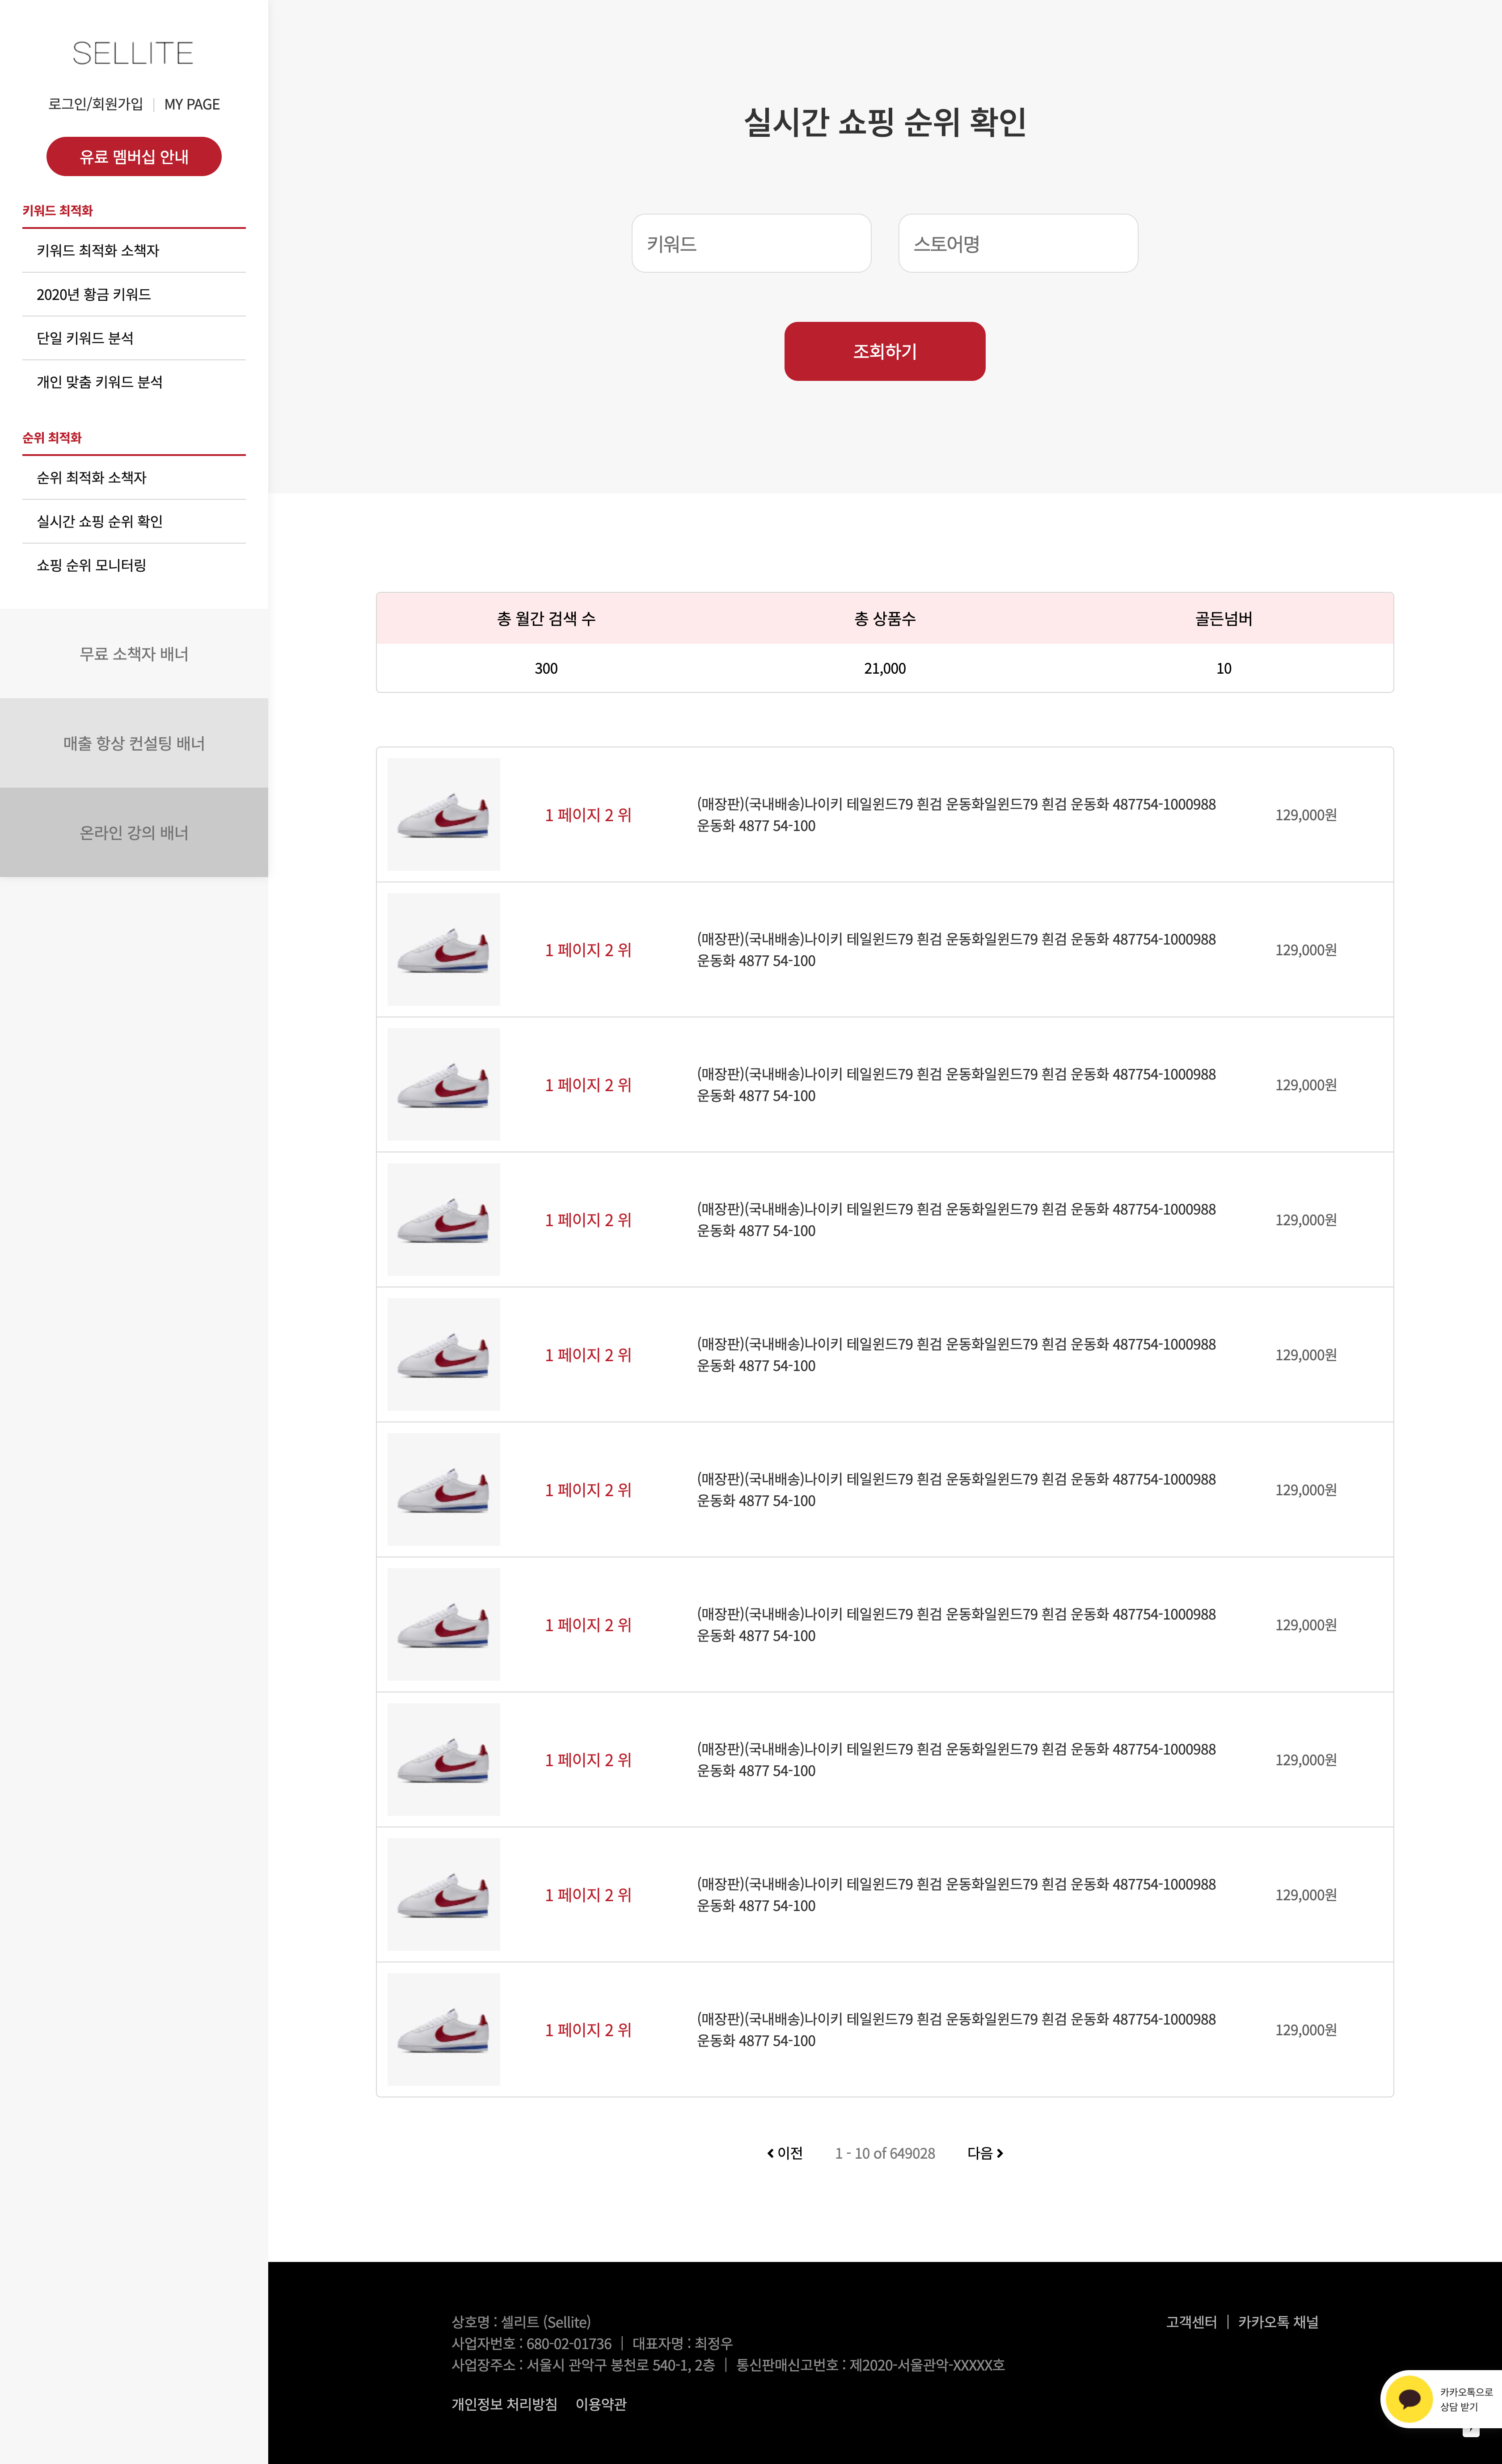 SELLITE
로그인/회원가입 | MY PAGE
유료 멤버십 안내
키워드 최적화
키워드 최적화 소책자
2020년 황금 키워드
단일 키워드 분석
개인 맞춤 키워드 분석
순위 최적화
순위 최적화 소책자
실시간 쇼핑 순위 확인
쇼핑 순위 모니터링
무료 소책자 배너
매출 항상 컨설팅 배너
온라인 강의 배너
실시간 쇼핑 순위 확인
키워드 스토어명
조회하기
총 월간 검색 수 총 상품수 골든넘버
300 21,000 10
1 페이지 2 위
(매장판)(국내배송)나이키 테일윈드79 흰검 운동화일윈드79 흰검 운동화 487754-1000988
운동화 4877 54-100
129,000원
1 페이지 2 위
(매장판)(국내배송)나이키 테일윈드79 흰검 운동화일윈드79 흰검 운동화 487754-1000988
운동화 4877 54-100
129,000원
1 페이지 2 위
(매장판)(국내배송)나이키 테일윈드79 흰검 운동화일윈드79 흰검 운동화 487754-1000988
운동화 4877 54-100
129,000원
1 페이지 2 위
(매장판)(국내배송)나이키 테일윈드79 흰검 운동화일윈드79 흰검 운동화 487754-1000988
운동화 4877 54-100
129,000원
1 페이지 2 위
(매장판)(국내배송)나이키 테일윈드79 흰검 운동화일윈드79 흰검 운동화 487754-1000988
운동화 4877 54-100
129,000원
1 페이지 2 위
(매장판)(국내배송)나이키 테일윈드79 흰검 운동화일윈드79 흰검 운동화 487754-1000988
운동화 4877 54-100
129,000원
1 페이지 2 위
(매장판)(국내배송)나이키 테일윈드79 흰검 운동화일윈드79 흰검 운동화 487754-1000988
운동화 4877 54-100
129,000원
1 페이지 2 위
(매장판)(국내배송)나이키 테일윈드79 흰검 운동화일윈드79 흰검 운동화 487754-1000988
운동화 4877 54-100
129,000원
1 페이지 2 위
(매장판)(국내배송)나이키 테일윈드79 흰검 운동화일윈드79 흰검 운동화 487754-1000988
운동화 4877 54-100
129,000원
1 페이지 2 위
(매장판)(국내배송)나이키 테일윈드79 흰검 운동화일윈드79 흰검 운동화 487754-1000988
운동화 4877 54-100
129,000원
이전 1 - 10 of 649028 다음
상호명 : 셀리트 (Sellite)
사업자번호 : 680-02-01736 | 대표자명 : 최정우
사업장주소 : 서울시 관악구 봉천로 540-1, 2층 | 통신판매신고번호 : 제2020-서울관악-XXXXX호
개인정보 처리방침 이용약관
고객센터 | 카카오톡 채널
카카오톡으로
상담 받기